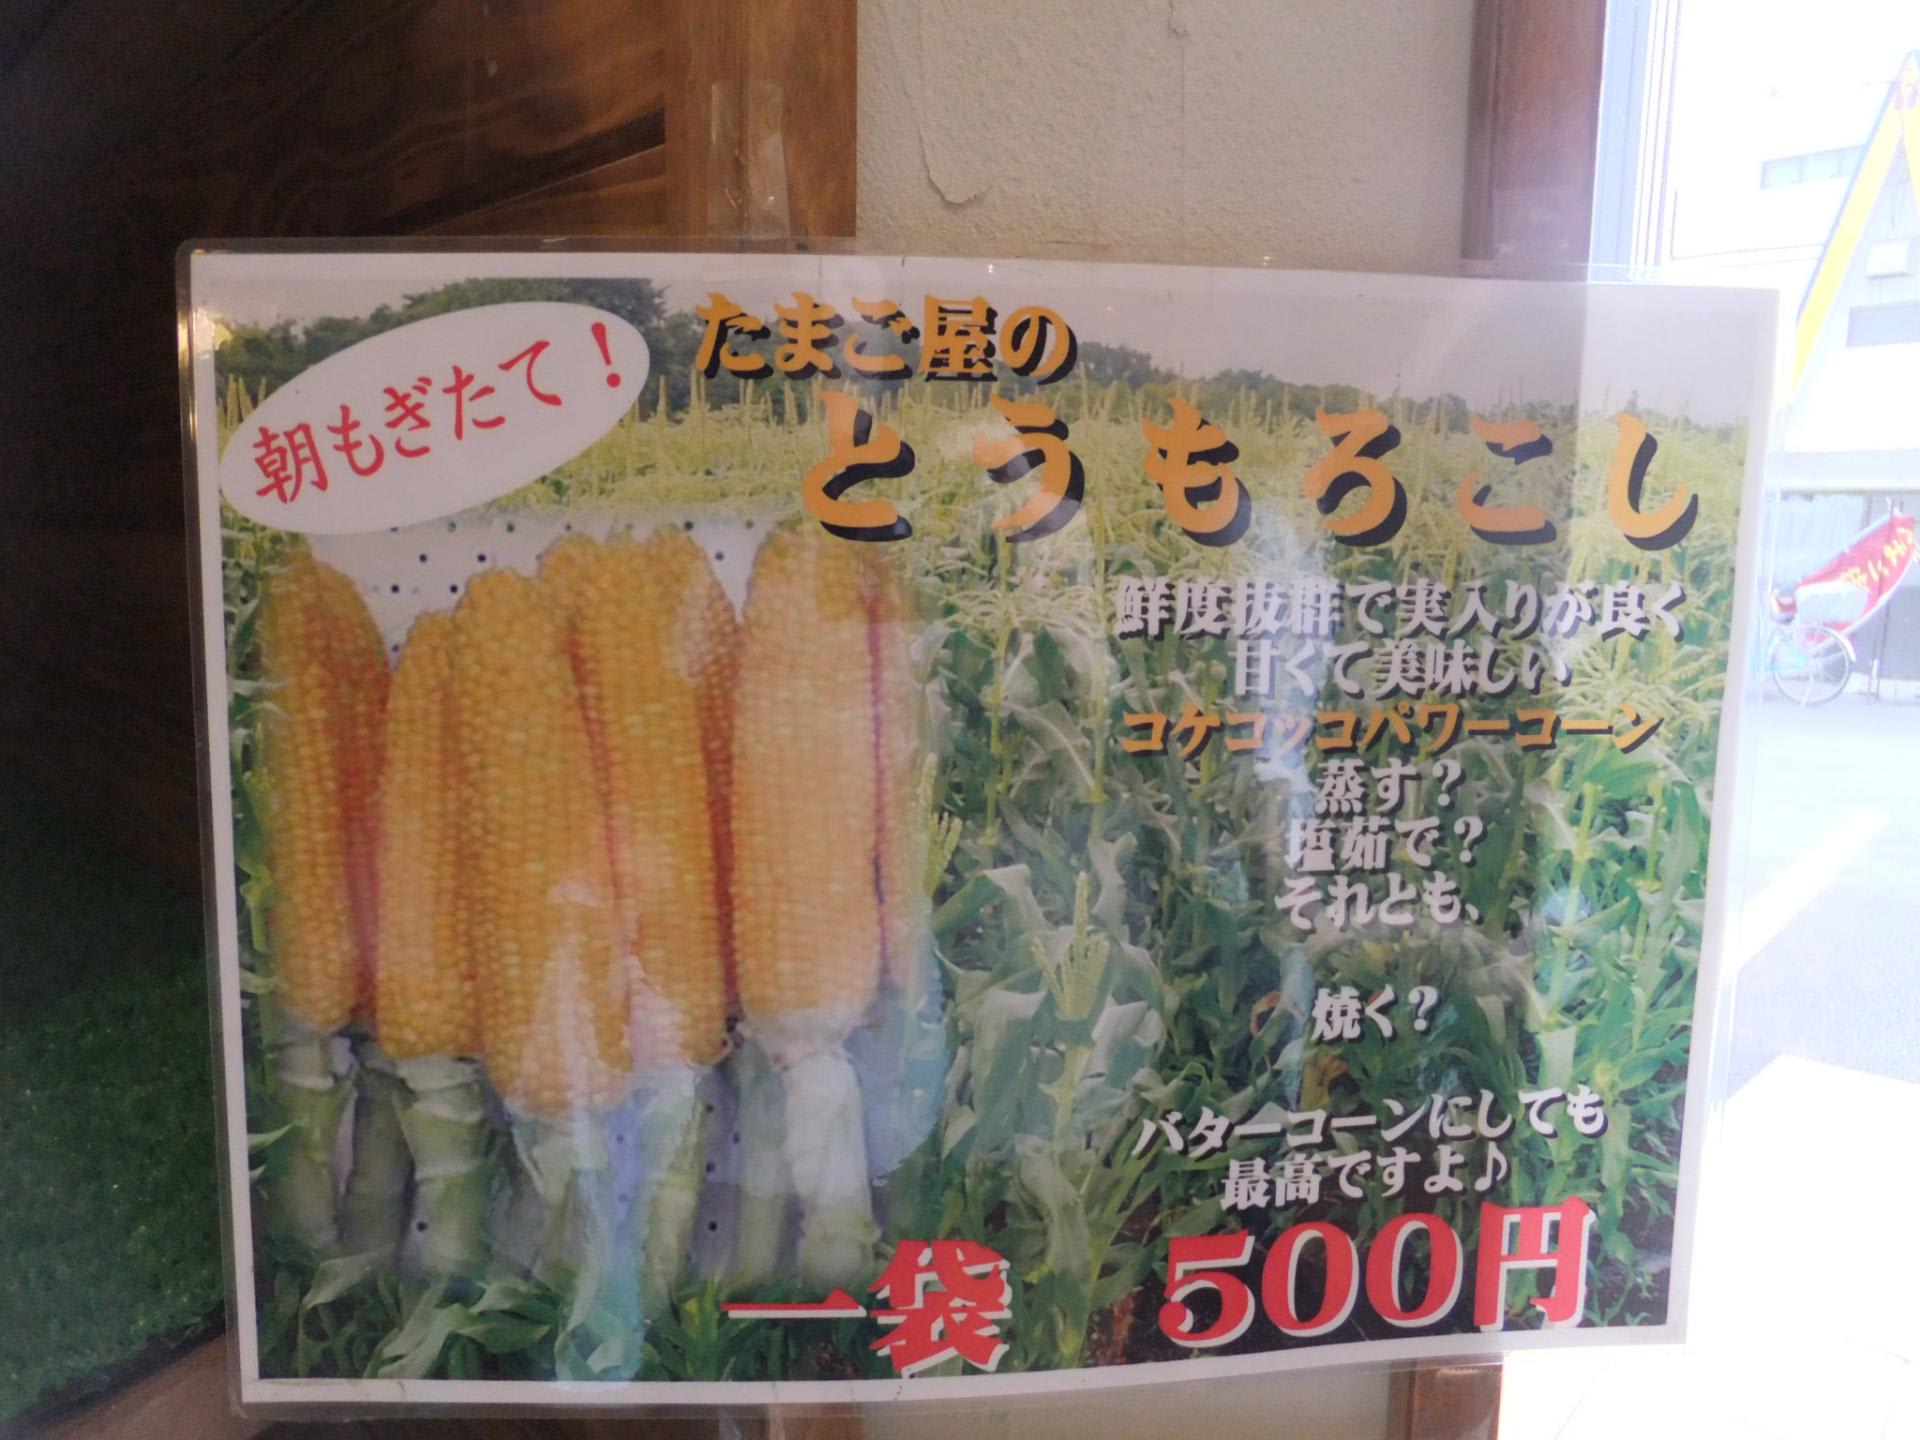 朝もぎたて！
たまご屋の
とうもろこし
鮮度抜群で実入りが良く
甘くて美味しい
コケコッコパワーコーン
蒸す？
塩茹で？
それとも、
焼く？
バターコーンにしても
最高ですよ♪
一袋 500円